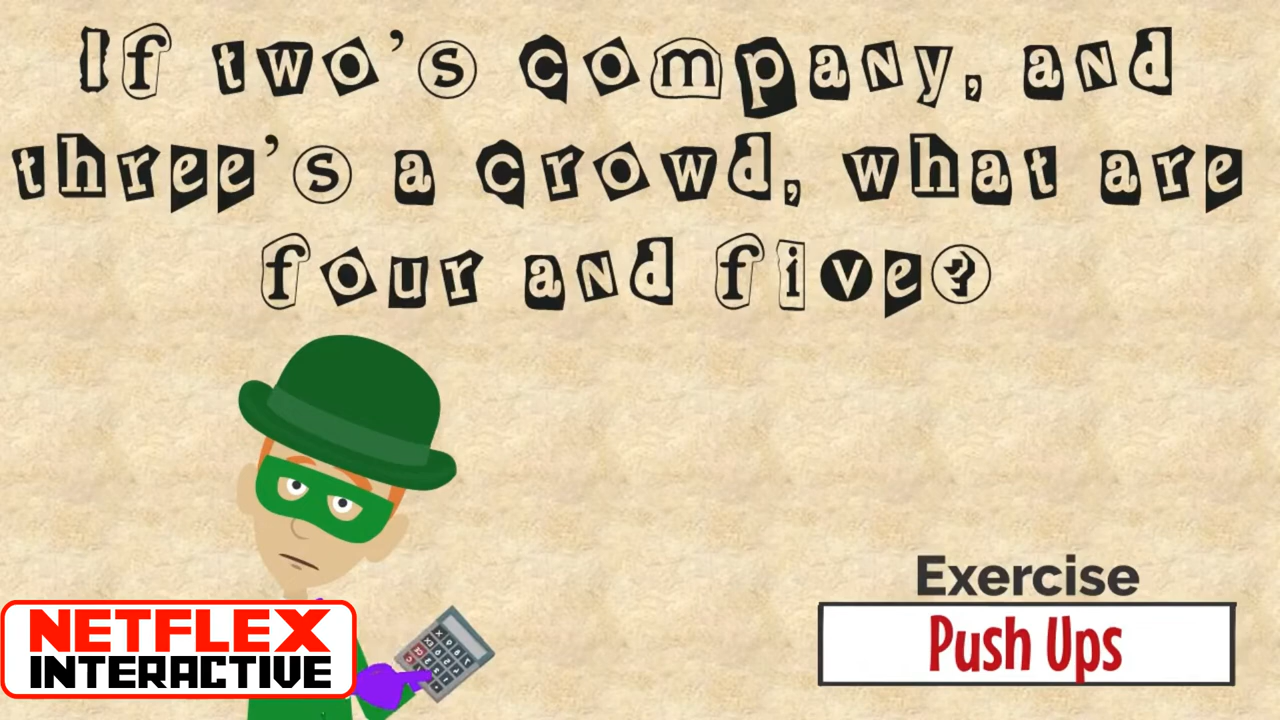 If two's company, and
three's a crowd, what are
four and five?
Exercise
Push Ups
NETFLEX
INTERACTIVE